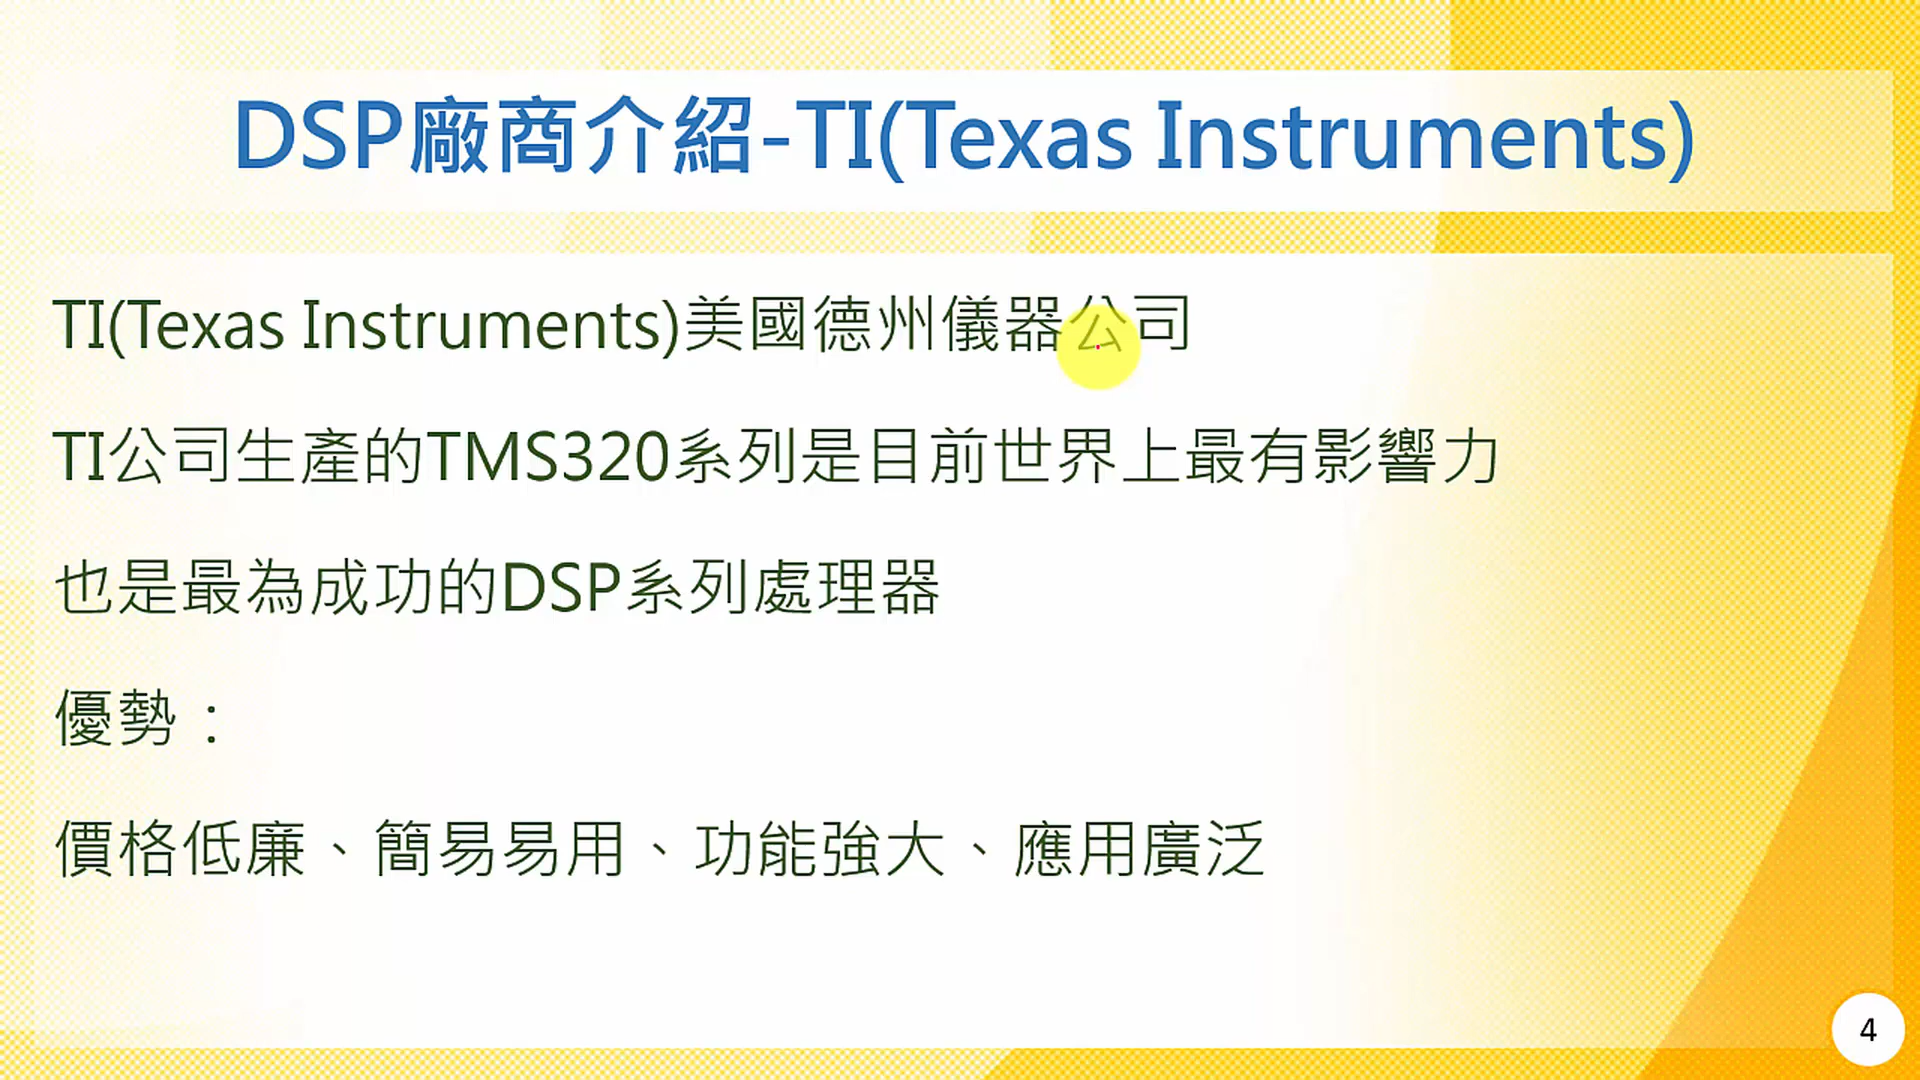 DSP廠商介紹-TI(Texas Instruments)
TI(Texas Instruments)美國德州儀器公司
TI公司生產的TMS320系列是目前世界上最有影響力
也是最為成功的DSP系列處理器
優勢：
價格低廉、簡易易用、功能強大、應用廣泛
4